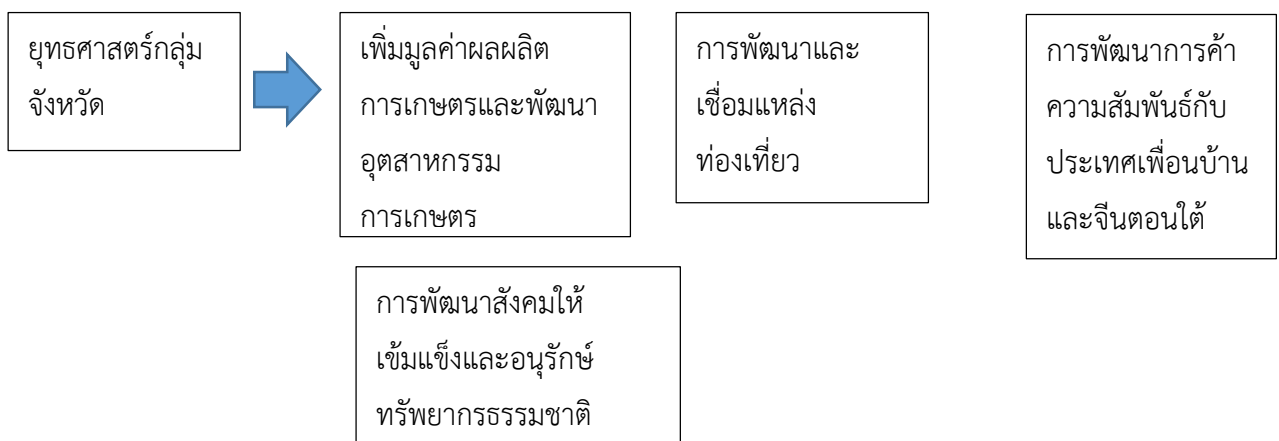 ยุทธศาสตร์กลุ่ม
จังหวัด
เพิ่มมูลค่าผลผลิต
การเกษตรและพัฒนา
อุตสาหกรรม
การเกษตร
การพัฒนาและ
เชื่อมแหล่ง
ท่องเที่ยว
การพัฒนาการค้า
ความสัมพันธ์กับ
ประเทศเพื่อนบ้าน
และจีนตอนใต้
การพัฒนาสังคมให้
เข้มแข็งและอนุรักษ์
ทรัพยากรธรรมชาติ